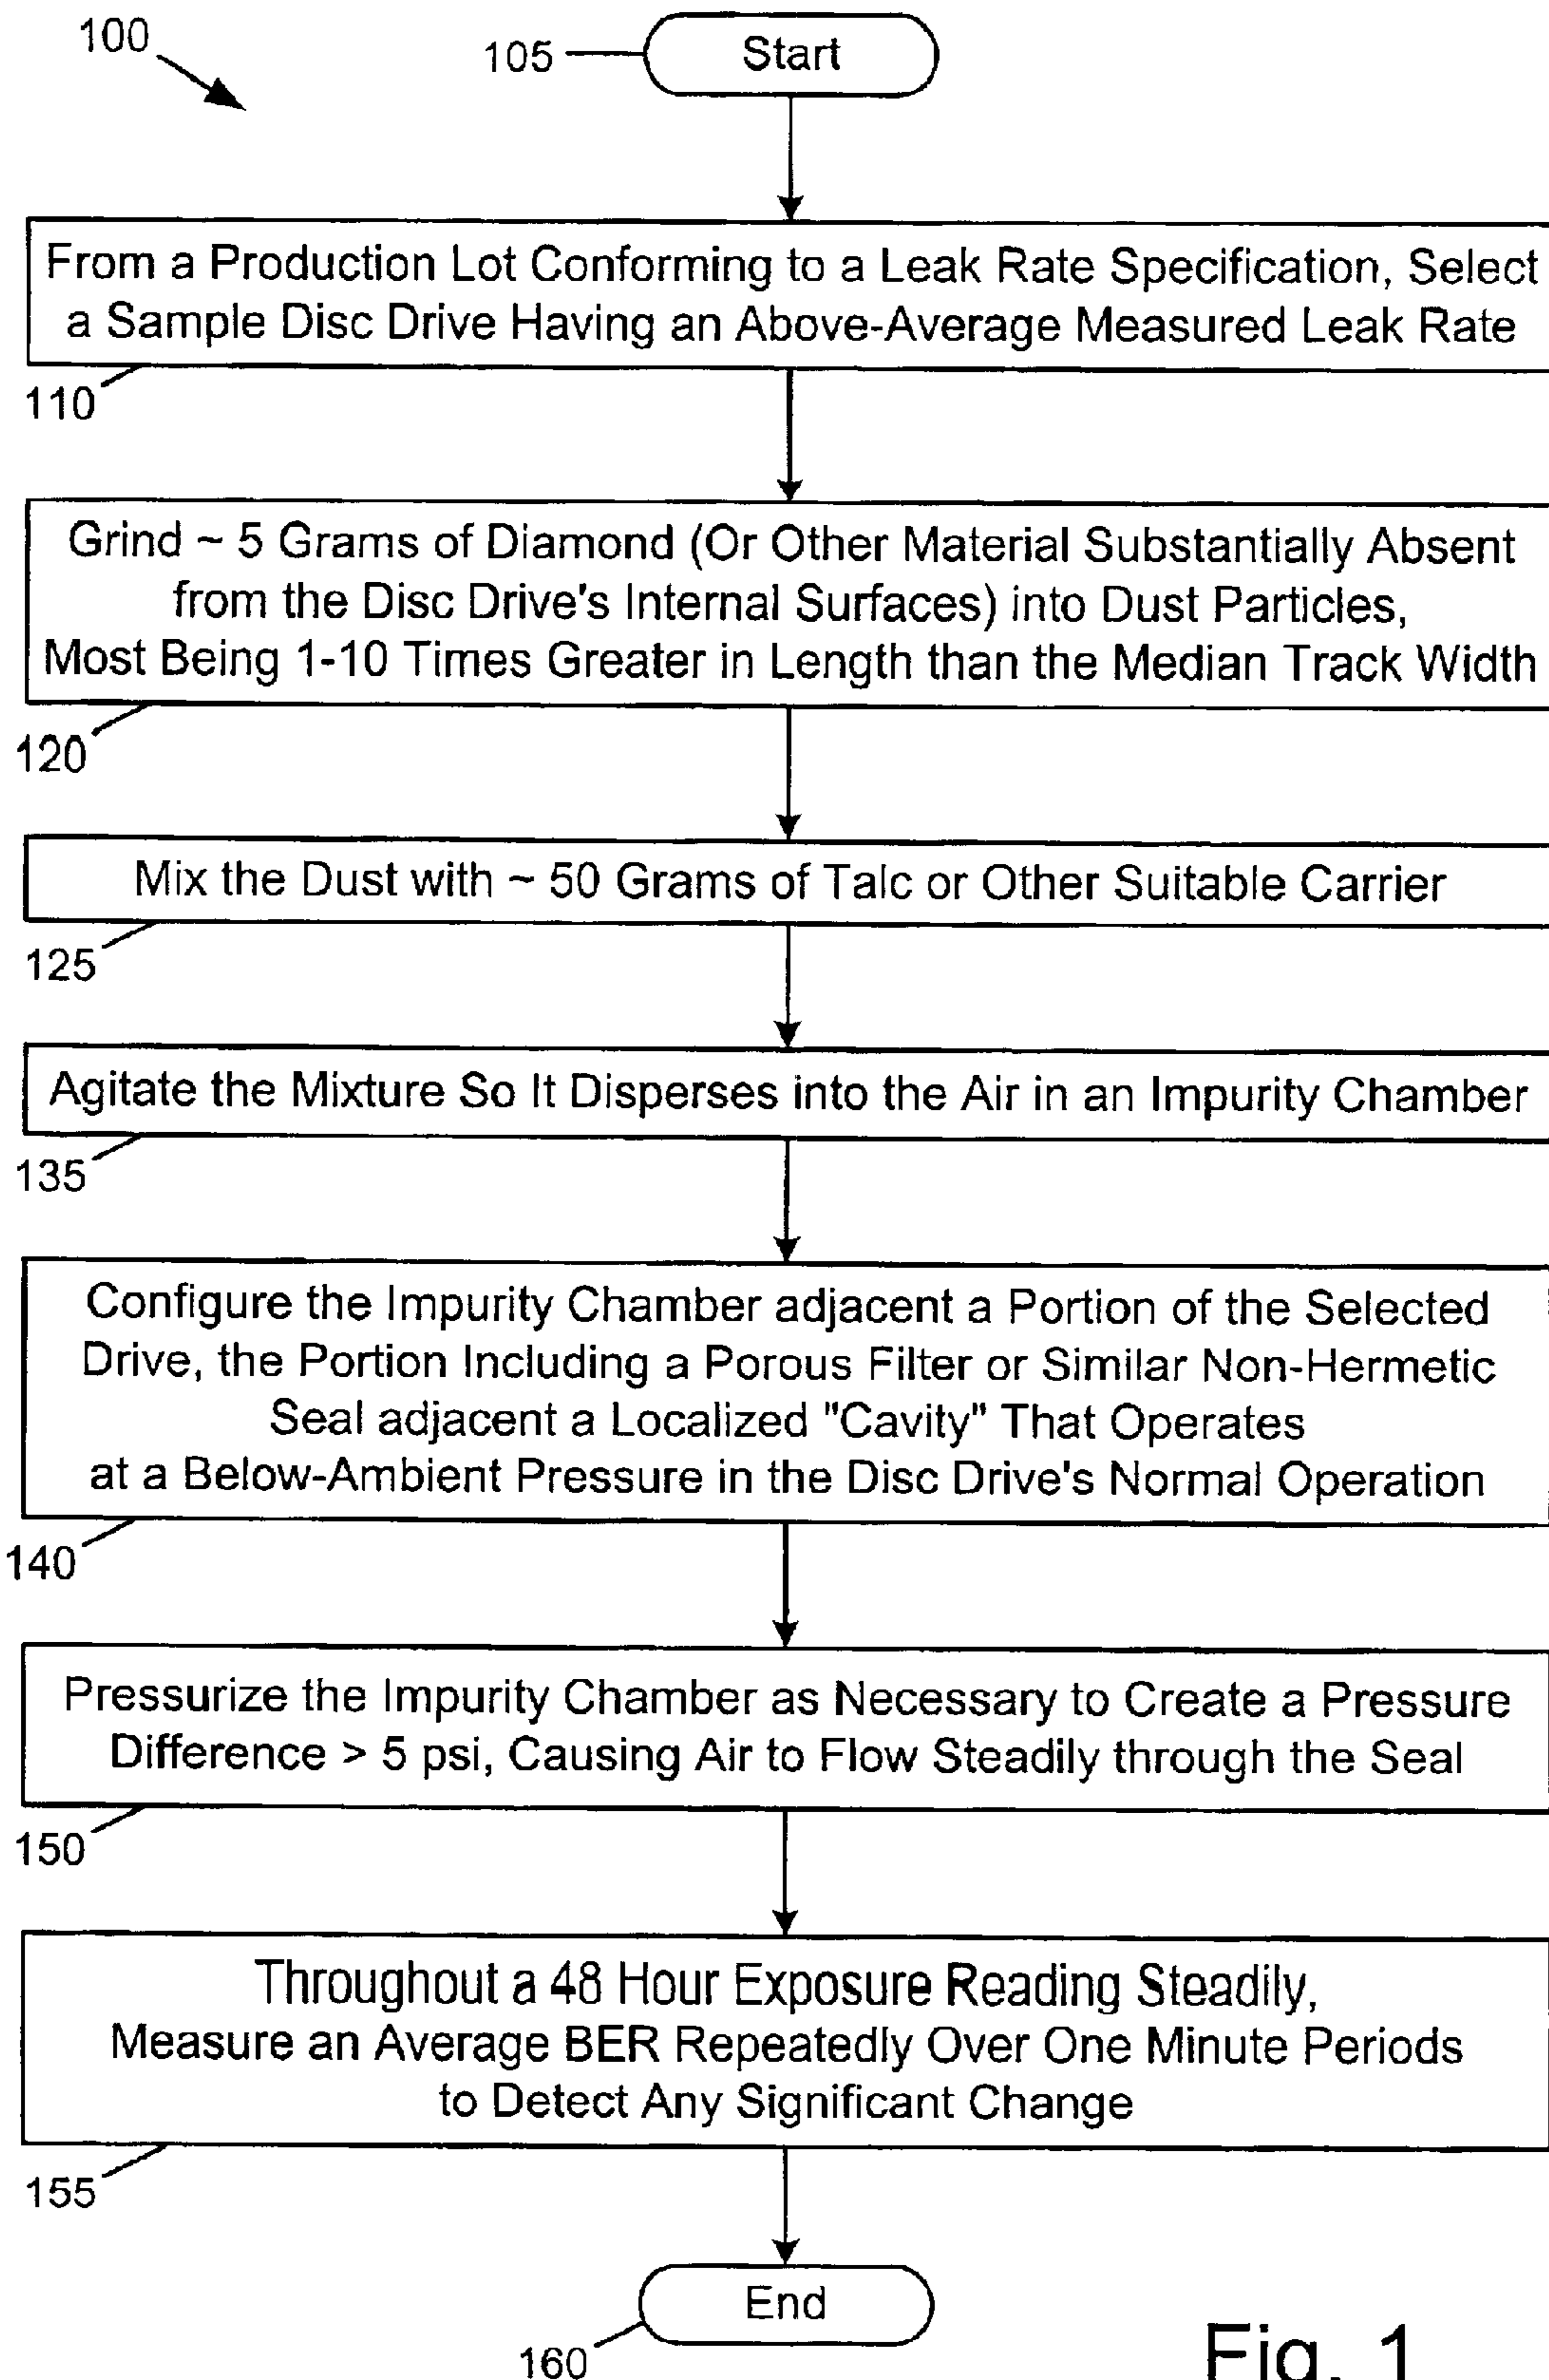 100
105
Start
From a Production Lot Conforming to a Leak Rate Specification, Select
a Sample Disc Drive Having an Above-Average Measured Leak Rate
110
Grind ~ 5 Grams of Diamond (Or Other Material Substantially Absent
from the Disc Drive's Internal Surfaces) into Dust Particles,
Most Being 1-10 Times Greater in Length than the Median Track Width
120
Mix the Dust with ~ 50 Grams of Talc or Other Suitable Carrier
125
Agitate the Mixture So It Disperses into the Air in an Impurity Chamber
135
Configure the Impurity Chamber adjacent a Portion of the Selected
Drive, the Portion Including a Porous Filter or Similar Non-Hermetic
Seal adjacent a Localized "Cavity" That Operates
at a Below-Ambient Pressure in the Disc Drive's Normal Operation
140
Pressurize the Impurity Chamber as Necessary to Create a Pressure
Difference > 5 psi, Causing Air to Flow Steadily through the Seal
150
Throughout a 48 Hour Exposure Reading Steadily,
Measure an Average BER Repeatedly Over One Minute Periods
to Detect Any Significant Change
155
End
160
Fig. 1